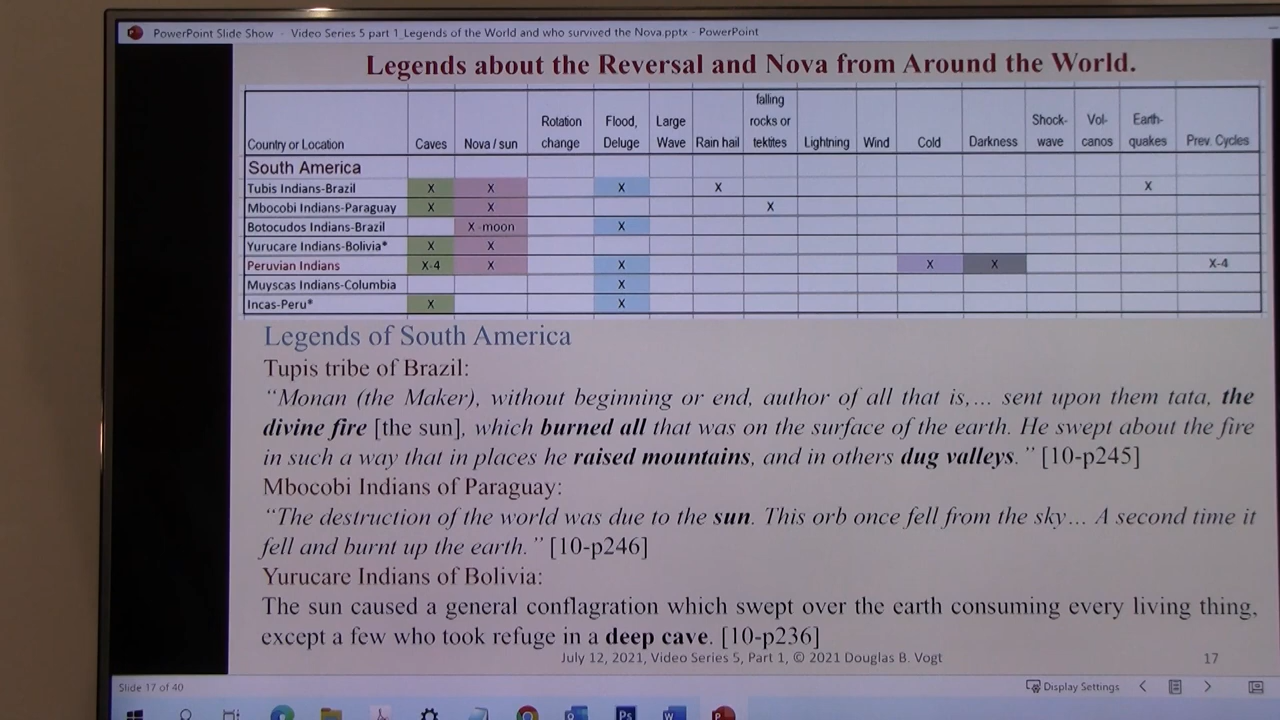 PowerPoint Slide Show - Video Series 5 part 1_Legends of the World and who survived the Nova.pptx - PowerPoint
Legends about the Reversal and Nova from Around the World.
Country or Location Caves Nova / sun Rotation change Flood, Deluge Large Wave Rain hail falling rocks or tektites Lightning Wind Cold Darkness Shock-wave Vol-canos Earth-quakes Prev. Cycles
South America
Tubis Indians-Brazil X X X X X
Mbocobi Indians-Paraguay X X X
Botocudos Indians-Brazil X -moon X
Yurucare Indians-Bolivia* X X
Peruvian Indians X-4 X X X X X-4
Muyscas Indians-Columbia X
Incas-Peru* X X
Legends of South America
Tupis tribe of Brazil:
“Monan (the Maker), without beginning or end, author of all that is,… sent upon them tata, the
divine fire [the sun], which burned all that was on the surface of the earth. He swept about the fire
in such a way that in places he raised mountains, and in others dug valleys.” [10-p245]
Mbocobi Indians of Paraguay:
“The destruction of the world was due to the sun. This orb once fell from the sky… A second time it
fell and burnt up the earth.” [10-p246]
Yurucare Indians of Bolivia:
The sun caused a general conflagration which swept over the earth consuming every living thing,
except a few who took refuge in a deep cave. [10-p236]
July 12, 2021, Video Series 5, Part 1, © 2021 Douglas B. Vogt 17
Slide 17 of 40 Display Settings